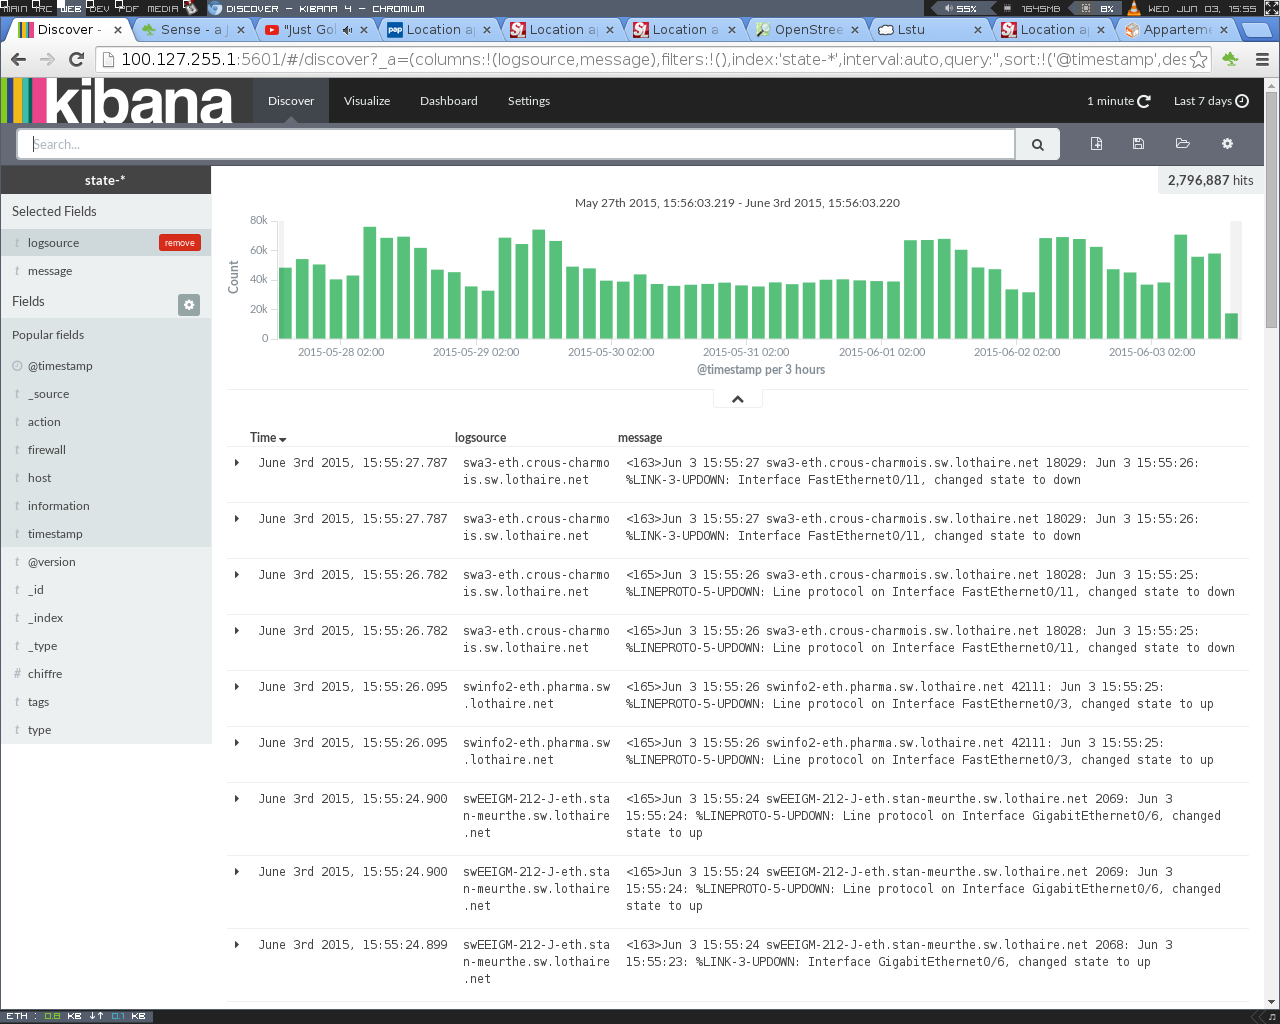 MAIN ARC WEB DEV PDF MEDIA DISCOVER - KIBANA 4 - CHROMIUM 55% 1645MB 8% WED JUN 03, 15:55
Discover - Sense - a J "Just Go! Location ap Location ap Location a OpenStree Lstu Location ap Apparteme
100.127.255.1:5601/#/discover?_a=(columns:!(logsource,message),filters:!(),index:'state-*',interval:auto,query:'',sort:!('@timestamp',des
kibana Discover Visualize Dashboard Settings 1 minute Last 7 days
Search...
state-*
2,796,887 hits
Selected Fields
t logsource remove
t message
Fields
Popular fields
@timestamp
t _source
t action
t firewall
t host
t information
t timestamp
t @version
t _id
t _index
t _type
# chiffre
t tags
t type
May 27th 2015, 15:56:03.219 - June 3rd 2015, 15:56:03.220
Count
80k
60k
40k
20k
0
2015-05-28 02:00 2015-05-29 02:00 2015-05-30 02:00 2015-05-31 02:00 2015-06-01 02:00 2015-06-02 02:00 2015-06-03 02:00
@timestamp per 3 hours
Time logsource message
June 3rd 2015, 15:55:27.787 swa3-eth.crous-charmo <163>Jun 3 15:55:27 swa3-eth.crous-charmois.sw.lothaire.net 18029: Jun 3 15:55:26:
is.sw.lothaire.net %LINK-3-UPDOWN: Interface FastEthernet0/11, changed state to down
June 3rd 2015, 15:55:27.787 swa3-eth.crous-charmo <163>Jun 3 15:55:27 swa3-eth.crous-charmois.sw.lothaire.net 18029: Jun 3 15:55:26:
is.sw.lothaire.net %LINK-3-UPDOWN: Interface FastEthernet0/11, changed state to down
June 3rd 2015, 15:55:26.782 swa3-eth.crous-charmo <165>Jun 3 15:55:26 swa3-eth.crous-charmois.sw.lothaire.net 18028: Jun 3 15:55:25:
is.sw.lothaire.net %LINEPROTO-5-UPDOWN: Line protocol on Interface FastEthernet0/11, changed state to down
June 3rd 2015, 15:55:26.782 swa3-eth.crous-charmo <165>Jun 3 15:55:26 swa3-eth.crous-charmois.sw.lothaire.net 18028: Jun 3 15:55:25:
is.sw.lothaire.net %LINEPROTO-5-UPDOWN: Line protocol on Interface FastEthernet0/11, changed state to down
June 3rd 2015, 15:55:26.095 swinfo2-eth.pharma.sw <165>Jun 3 15:55:26 swinfo2-eth.pharma.sw.lothaire.net 42111: Jun 3 15:55:25:
.lothaire.net %LINEPROTO-5-UPDOWN: Line protocol on Interface FastEthernet0/3, changed state to up
June 3rd 2015, 15:55:26.095 swinfo2-eth.pharma.sw <165>Jun 3 15:55:26 swinfo2-eth.pharma.sw.lothaire.net 42111: Jun 3 15:55:25:
.lothaire.net %LINEPROTO-5-UPDOWN: Line protocol on Interface FastEthernet0/3, changed state to up
June 3rd 2015, 15:55:24.900 swEEIGM-212-J-eth.sta <165>Jun 3 15:55:24 swEEIGM-212-J-eth.stan-meurthe.sw.lothaire.net 2069: Jun 3
n-meurthe.sw.lothaire 15:55:24: %LINEPROTO-5-UPDOWN: Line protocol on Interface GigabitEthernet0/6, changed
.net state to up
June 3rd 2015, 15:55:24.900 swEEIGM-212-J-eth.sta <165>Jun 3 15:55:24 swEEIGM-212-J-eth.stan-meurthe.sw.lothaire.net 2069: Jun 3
n-meurthe.sw.lothaire 15:55:24: %LINEPROTO-5-UPDOWN: Line protocol on Interface GigabitEthernet0/6, changed
.net state to up
June 3rd 2015, 15:55:24.899 swEEIGM-212-J-eth.sta <163>Jun 3 15:55:24 swEEIGM-212-J-eth.stan-meurthe.sw.lothaire.net 2068: Jun 3
n-meurthe.sw.lothaire 15:55:23: %LINK-3-UPDOWN: Interface GigabitEthernet0/6, changed state to up
.net
ETH : 0.8 KB ↓↑ 0.1 KB